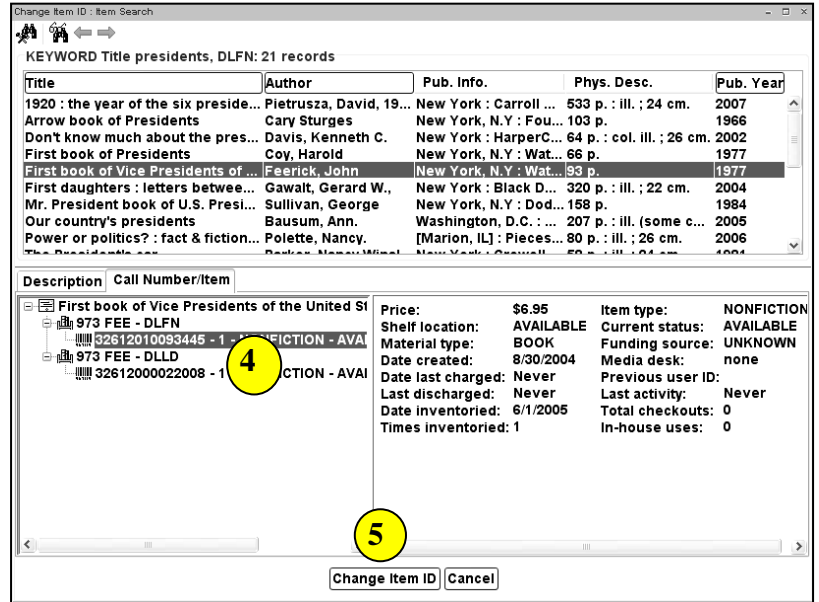 Change Item ID : Item Search
KEYWORD Title presidents, DLFN: 21 records
Title Author Pub. Info. Phys. Desc. Pub. Year
1920 : the year of the six preside... Pietrusza, David, 19... New York : Carroll ... 533 p. : ill. ; 24 cm. 2007
Arrow book of Presidents Cary Sturges New York, N.Y : Fou... 103 p. 1966
Don't know much about the pres... Davis, Kenneth C. New York : HarperC... 64 p. : col. ill. ; 26 cm. 2002
First book of Presidents Coy, Harold New York, N.Y : Wat... 66 p. 1977
First book of Vice Presidents of ... Feerick, John New York, N.Y : Wat... 93 p. 1977
First daughters : letters betwee... Gawalt, Gerard W., New York : Black D... 320 p. : ill. ; 22 cm. 2004
Mr. President book of U.S. Presi... Sullivan, George New York, N.Y : Dod... 158 p. 1984
Our country's presidents Bausum, Ann. Washington, D.C. : ... 207 p. : ill. (some c... 2005
Power or politics? : fact & fiction... Polette, Nancy. [Marion, IL] : Pieces... 80 p. : ill. ; 26 cm. 2006
Description Call Number/Item
First book of Vice Presidents of the United St
973 FEE - DLFN
32612010093445 - 1 - NONFICTION - AVAI
4
973 FEE - DLLD
32612000022008 - 1 FICTION - AVAI
Price: $6.95 Item type: NONFICTION
Shelf location: AVAILABLE Current status: AVAILABLE
Material type: BOOK Funding source: UNKNOWN
Date created: 8/30/2004 Media desk: none
Date last charged: Never Previous user ID:
Last discharged: Never Last activity: Never
Date inventoried: 6/1/2005 Total checkouts: 0
Times inventoried: 1 In-house uses: 0
5
Change Item ID Cancel